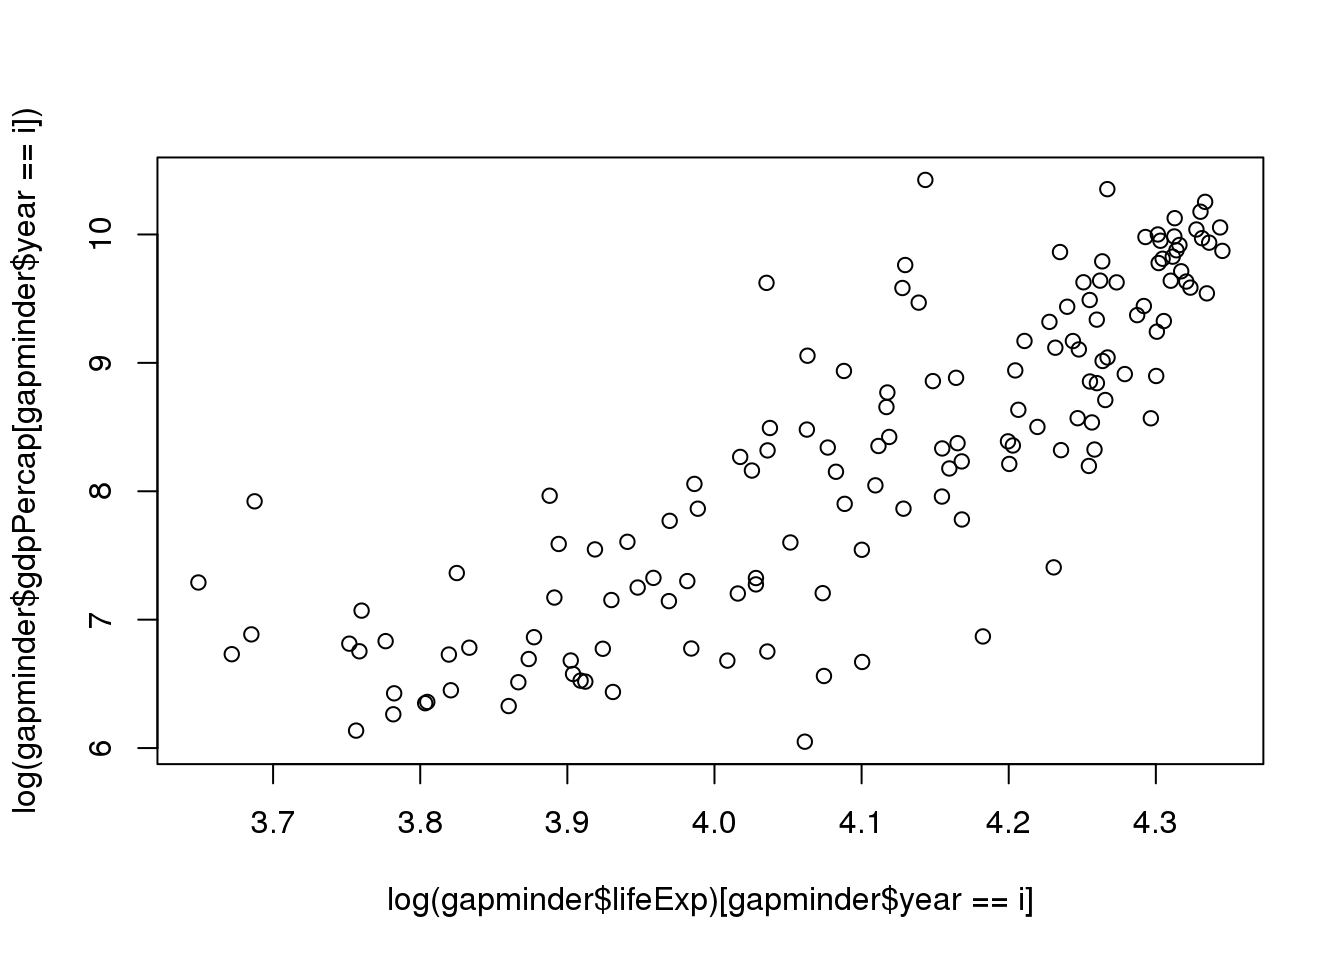 log(gapminder$gdpPercap[gapminder$year == i])
10
9
8
7
6
3.7 3.8 3.9 4.0 4.1 4.2 4.3
log(gapminder$lifeExp)[gapminder$year == i]